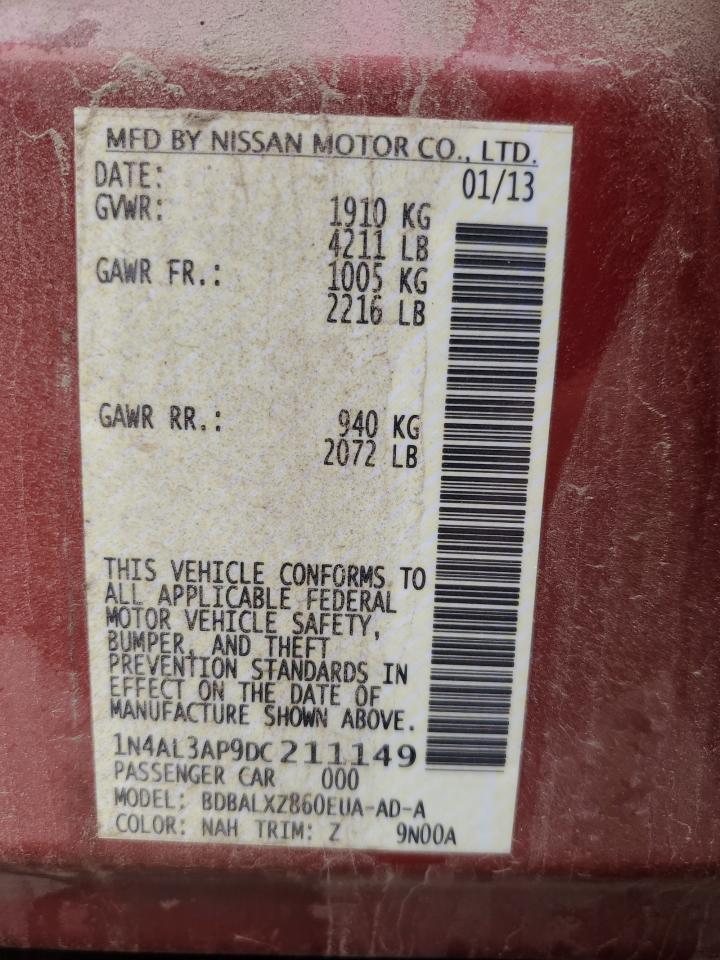 MFD BY NISSAN MOTOR CO., LTD.
DATE: 01/13
GVWR: 1910 KG
4211 LB
GAWR FR.: 1005 KG
2216 LB
GAWR RR.: 940 KG
2072 LB
THIS VEHICLE CONFORMS TO
ALL APPLICABLE FEDERAL
MOTOR VEHICLE SAFETY,
BUMPER, AND THEFT
PREVENTION STANDARDS IN
EFFECT ON THE DATE OF
MANUFACTURE SHOWN ABOVE.
1N4AL3AP9DC211149
PASSENGER CAR 000
MODEL: BDBALXZ860EUA-AD-A
COLOR: NAH TRIM: Z 9N00A